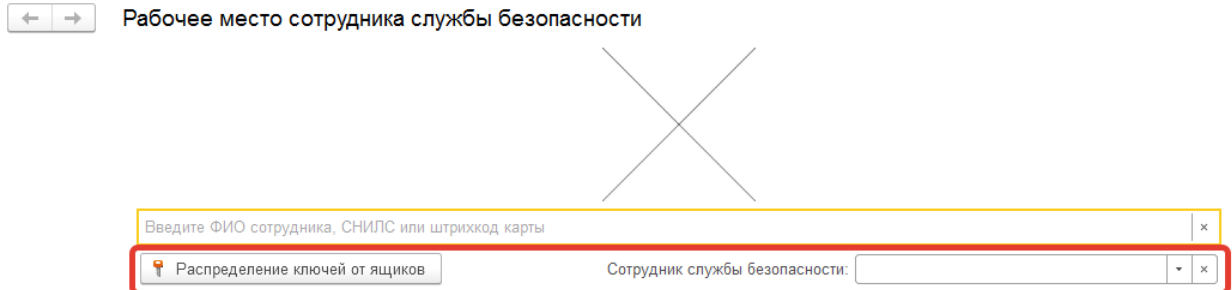 Рабочее место сотрудника службы безопасности
Введите ФИО сотрудника, СНИЛС или штрихкод карты
Распределение ключей от ящиков Сотрудник службы безопасности: